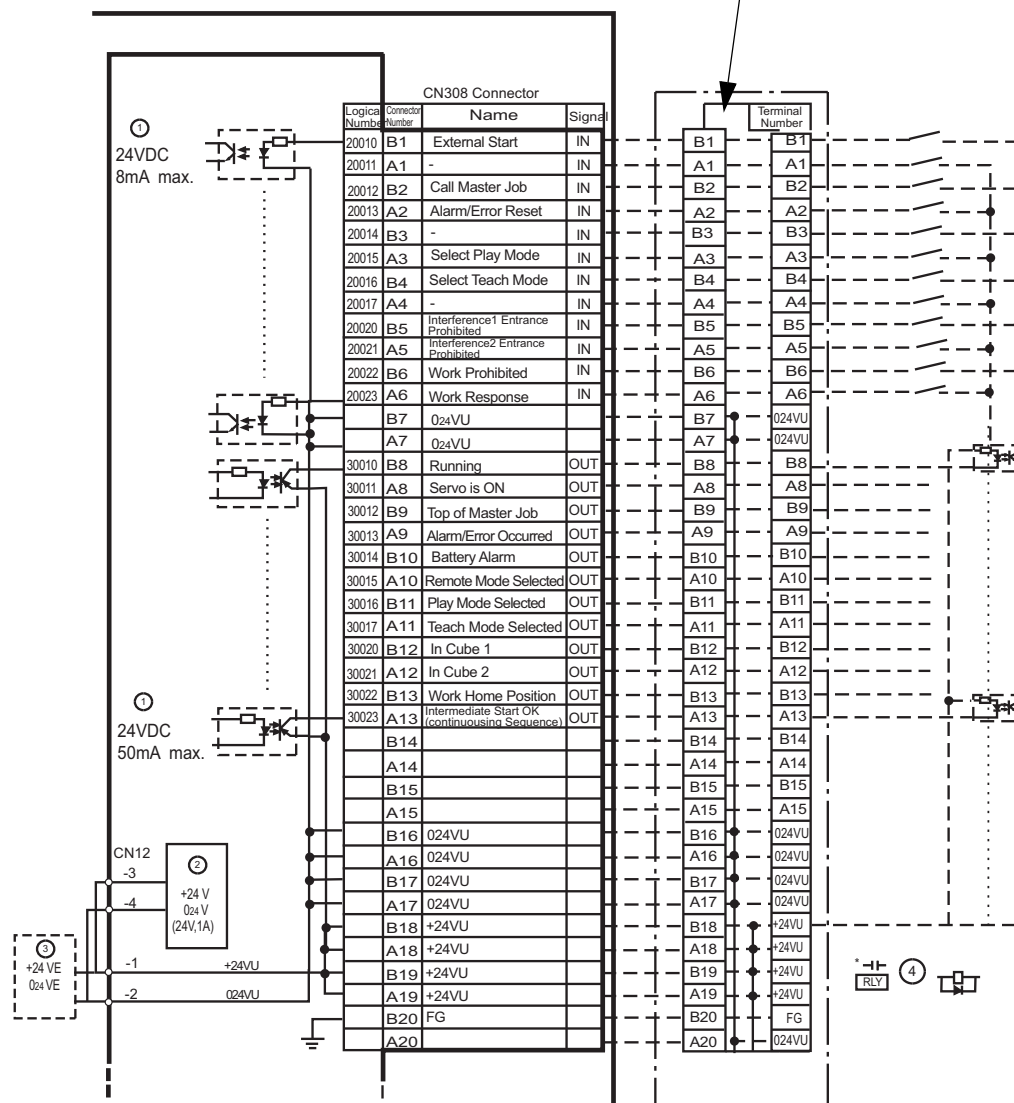 CN308 Connector
Logical Number Connector Number Name Signal
Terminal Number
1
24VDC
8mA max.
20010 B1 External Start IN B1 B1
20011 A1 - IN A1 A1
20012 B2 Call Master Job IN B2 B2
20013 A2 Alarm/Error Reset IN A2 A2
20014 B3 - IN B3 B3
20015 A3 Select Play Mode IN A3 A3
20016 B4 Select Teach Mode IN B4 B4
20017 A4 - IN A4 A4
20020 B5 Interference1 Entrance Prohibited IN B5 B5
20021 A5 Interference2 Entrance Prohibited IN A5 A5
20022 B6 Work Prohibited IN B6 B6
20023 A6 Work Response IN A6 A6
B7 024VU B7 024VU
A7 024VU A7 024VU
30010 B8 Running OUT B8 B8
30011 A8 Servo is ON OUT A8 A8
30012 B9 Top of Master Job OUT B9 B9
30013 A9 Alarm/Error Occurred OUT A9 A9
30014 B10 Battery Alarm OUT B10 B10
30015 A10 Remote Mode Selected OUT A10 A10
30016 B11 Play Mode Selected OUT B11 B11
30017 A11 Teach Mode Selected OUT A11 A11
30020 B12 In Cube 1 OUT B12 B12
30021 A12 In Cube 2 OUT A12 A12
30022 B13 Work Home Position OUT B13 B13
30023 A13 Intermediate Start OK (continuousing Sequence) OUT A13 A13
1
24VDC
50mA max.
B14 B14 B14
A14 A14 A14
B15 B15 B15
A15 A15 A15
B16 024VU B16 024VU
A16 024VU A16 024VU
B17 024VU B17 024VU
A17 024VU A17 024VU
B18 +24VU B18 +24VU
A18 +24VU A18 +24VU
B19 +24VU B19 +24VU
A19 +24VU A19 +24VU
B20 FG B20 FG
A20 A20 024VU
CN12
-3
-4
2
+24 V
024 V
(24V,1A)
3
+24 VE
024 VE
-1 +24VU
-2 024VU
*
RLY
4